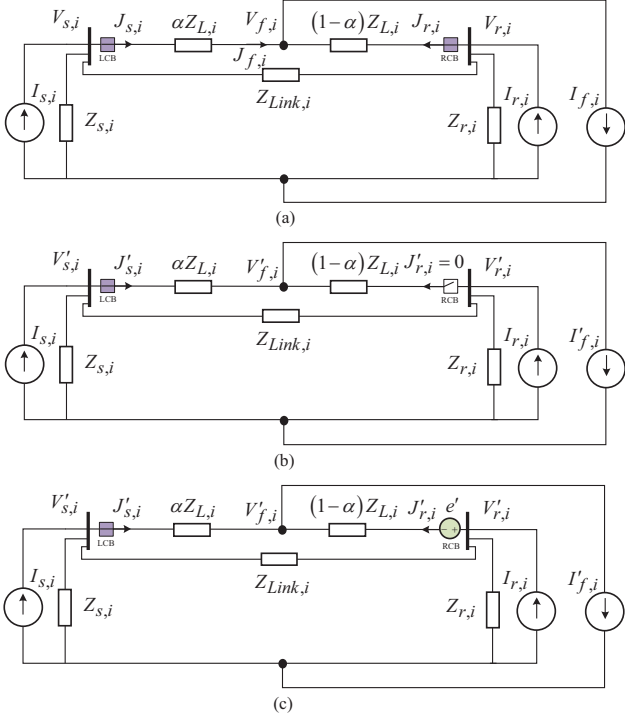 V_{s,i} J_{s,i} αZ_{L,i} V_{f,i} (1−α)Z_{L,i} J_{r,i} V_{r,i}
LCB J_{f,i} RCB
I_{s,i} Z_{s,i} Z_{Link,i} Z_{r,i} I_{r,i} I_{f,i}
(a)
V'_{s,i} J'_{s,i} αZ_{L,i} V'_{f,i} (1−α)Z_{L,i} J'_{r,i}=0 V'_{r,i}
LCB RCB
I_{s,i} Z_{s,i} Z_{Link,i} Z_{r,i} I_{r,i} I'_{f,i}
(b)
V'_{s,i} J'_{s,i} αZ_{L,i} V'_{f,i} (1−α)Z_{L,i} J'_{r,i} e' V'_{r,i}
− +
LCB RCB
I_{s,i} Z_{s,i} Z_{Link,i} Z_{r,i} I_{r,i} I'_{f,i}
(c)